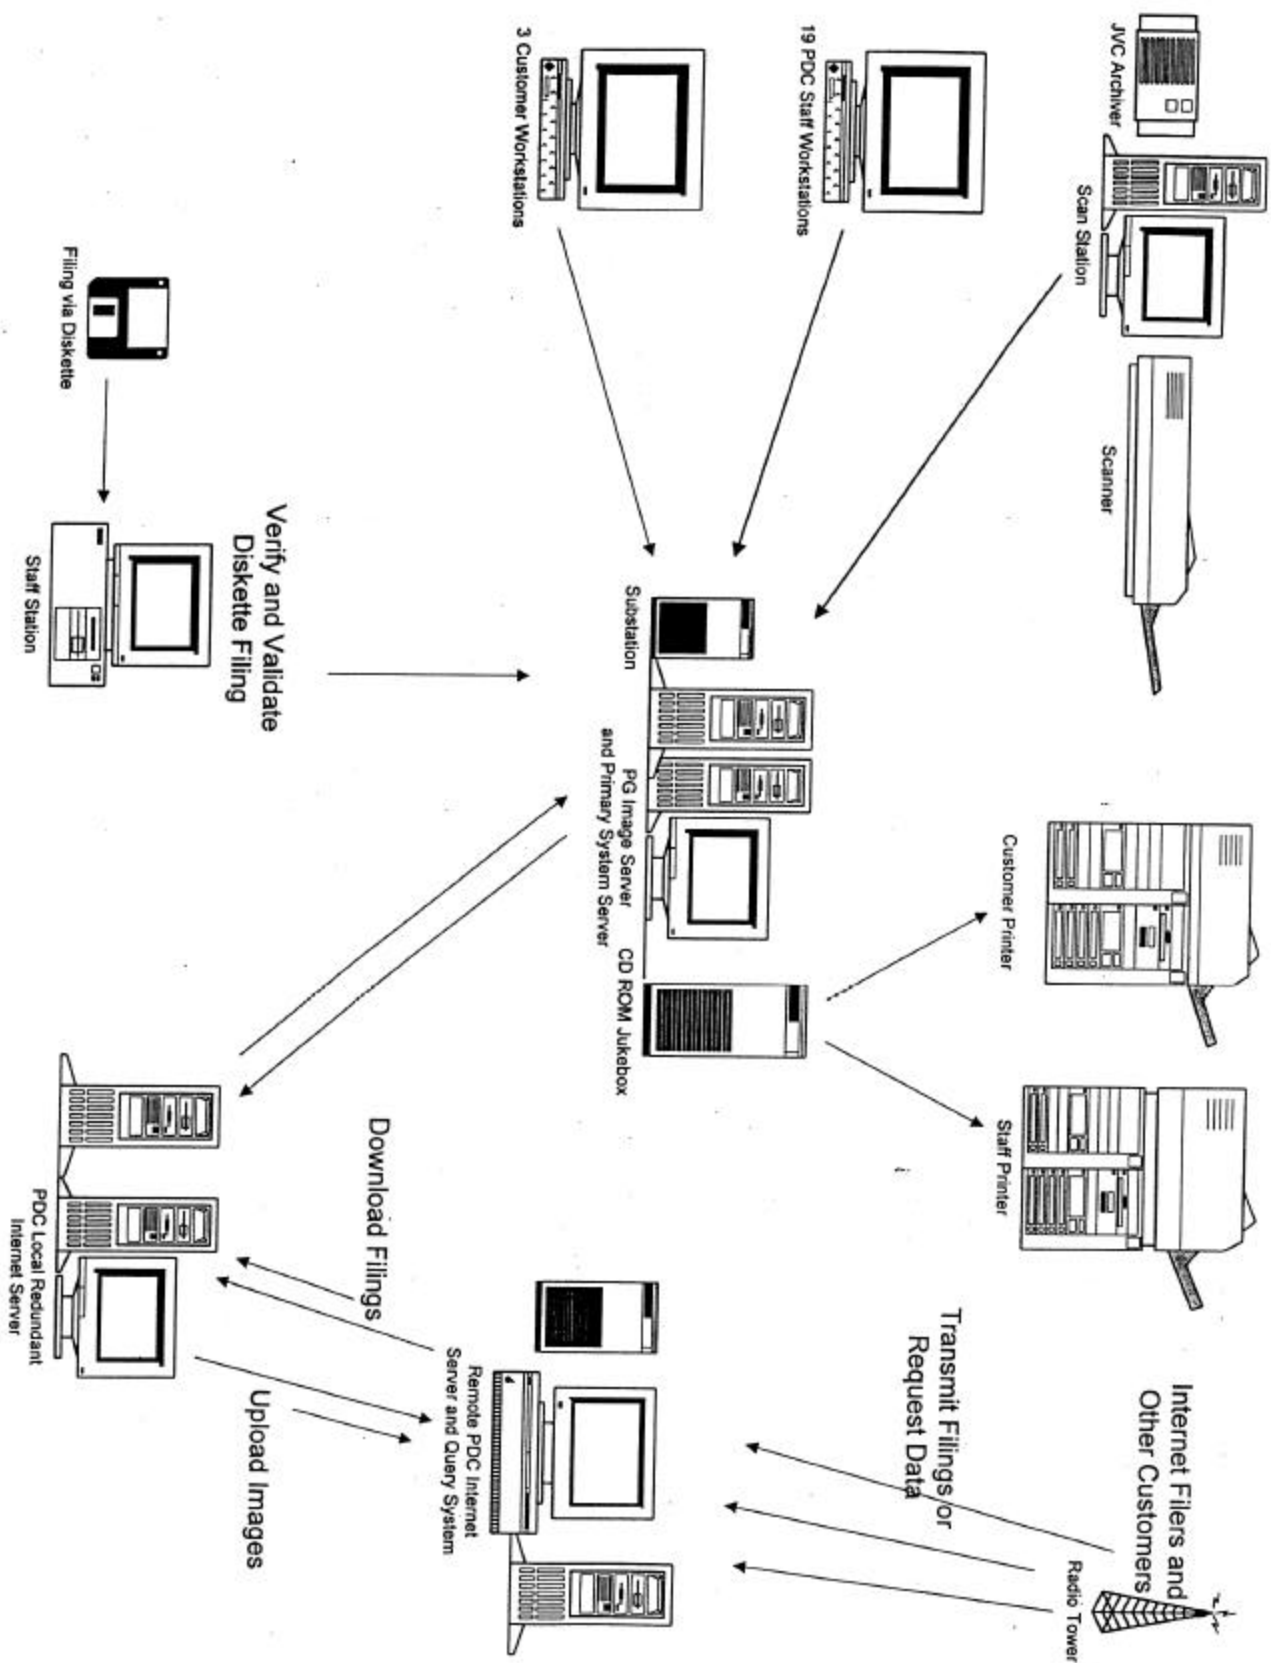 JVC Archiver
Scan Station
Scanner
Customer Printer
Staff Printer
Internet Filers and
Other Customers
Radio Tower
Transmit Filings or
Request Data
19 PDC Staff Workstations
3 Customer Workstations
Substation
PG Image Server
and Primary System Server
CD ROM Jukebox
Remote PDC Internet
Server and Query System
Download Filings
Upload Images
Verify and Validate
Diskette Filing
Filing via Diskette
Staff Station
PDC Local Redundant
Internet Server